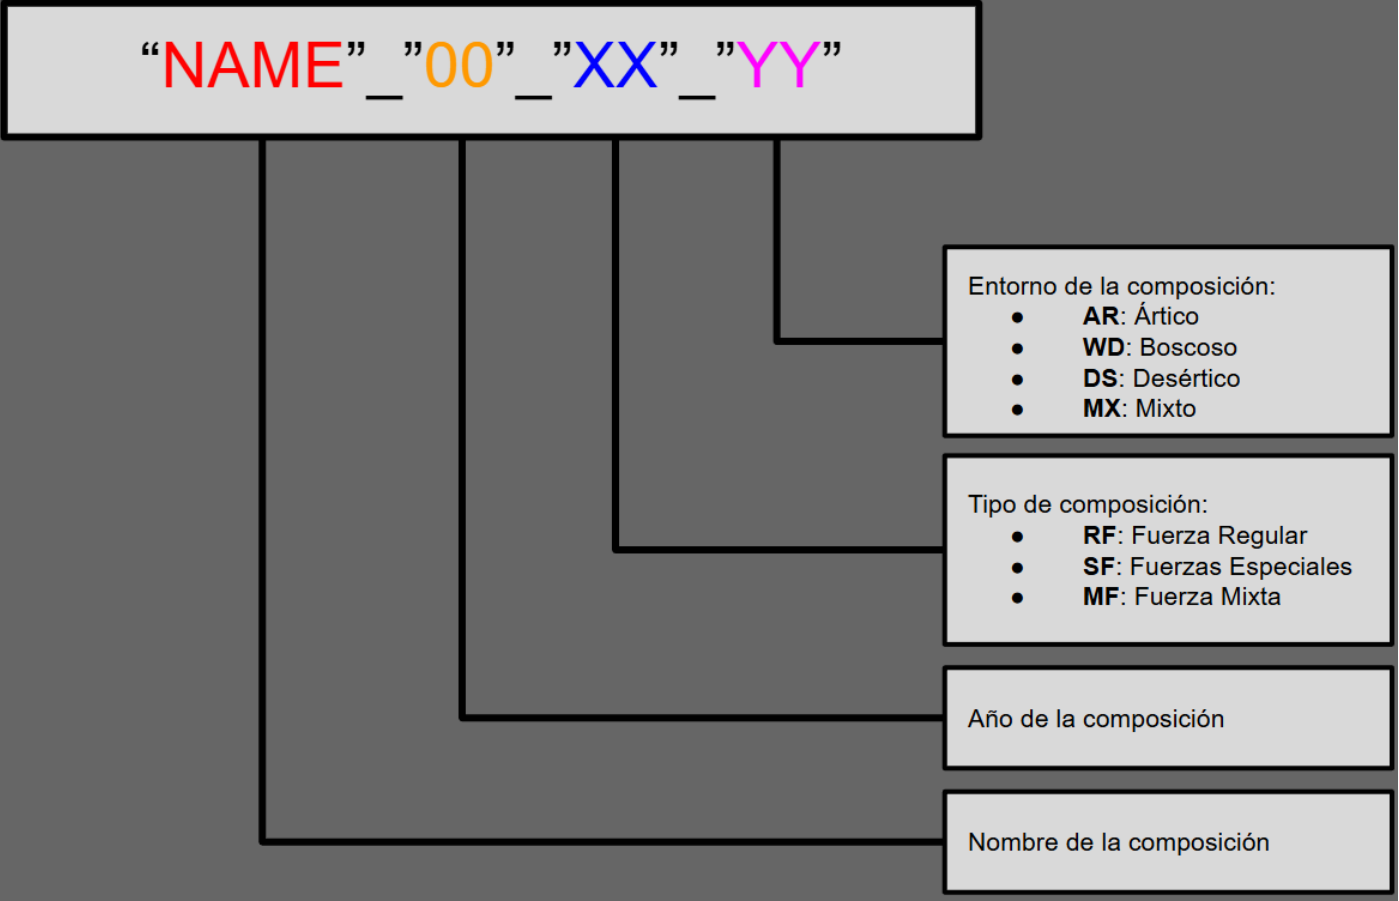 “NAME”_”00”_”XX”_”YY”
Entorno de la composición:
● AR: Ártico
● WD: Boscoso
● DS: Desértico
● MX: Mixto
Tipo de composición:
● RF: Fuerza Regular
● SF: Fuerzas Especiales
● MF: Fuerza Mixta
Año de la composición
Nombre de la composición